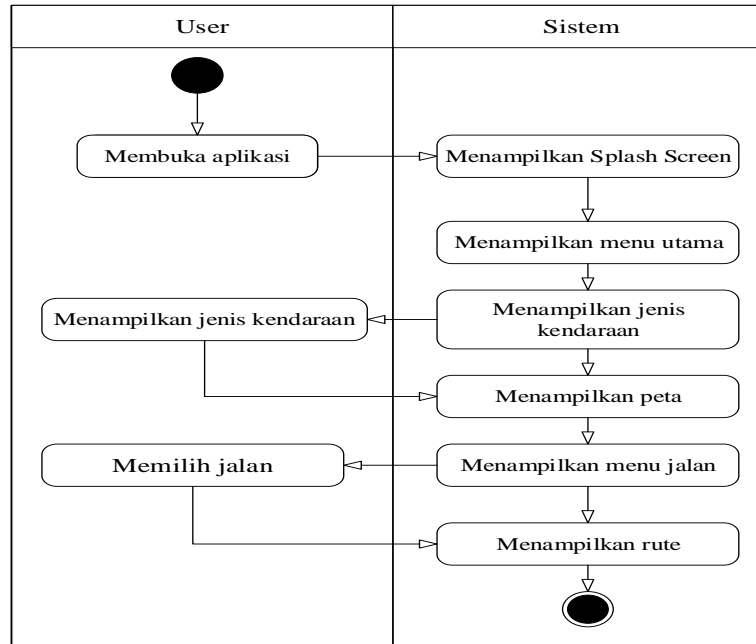 User
Sistem
Membuka aplikasi
Menampilkan Splash Screen
Menampilkan menu utama
Menampilkan jenis
kendaraan
Menampilkan jenis kendaraan
Menampilkan peta
Menampilkan menu jalan
Memilih jalan
Menampilkan rute